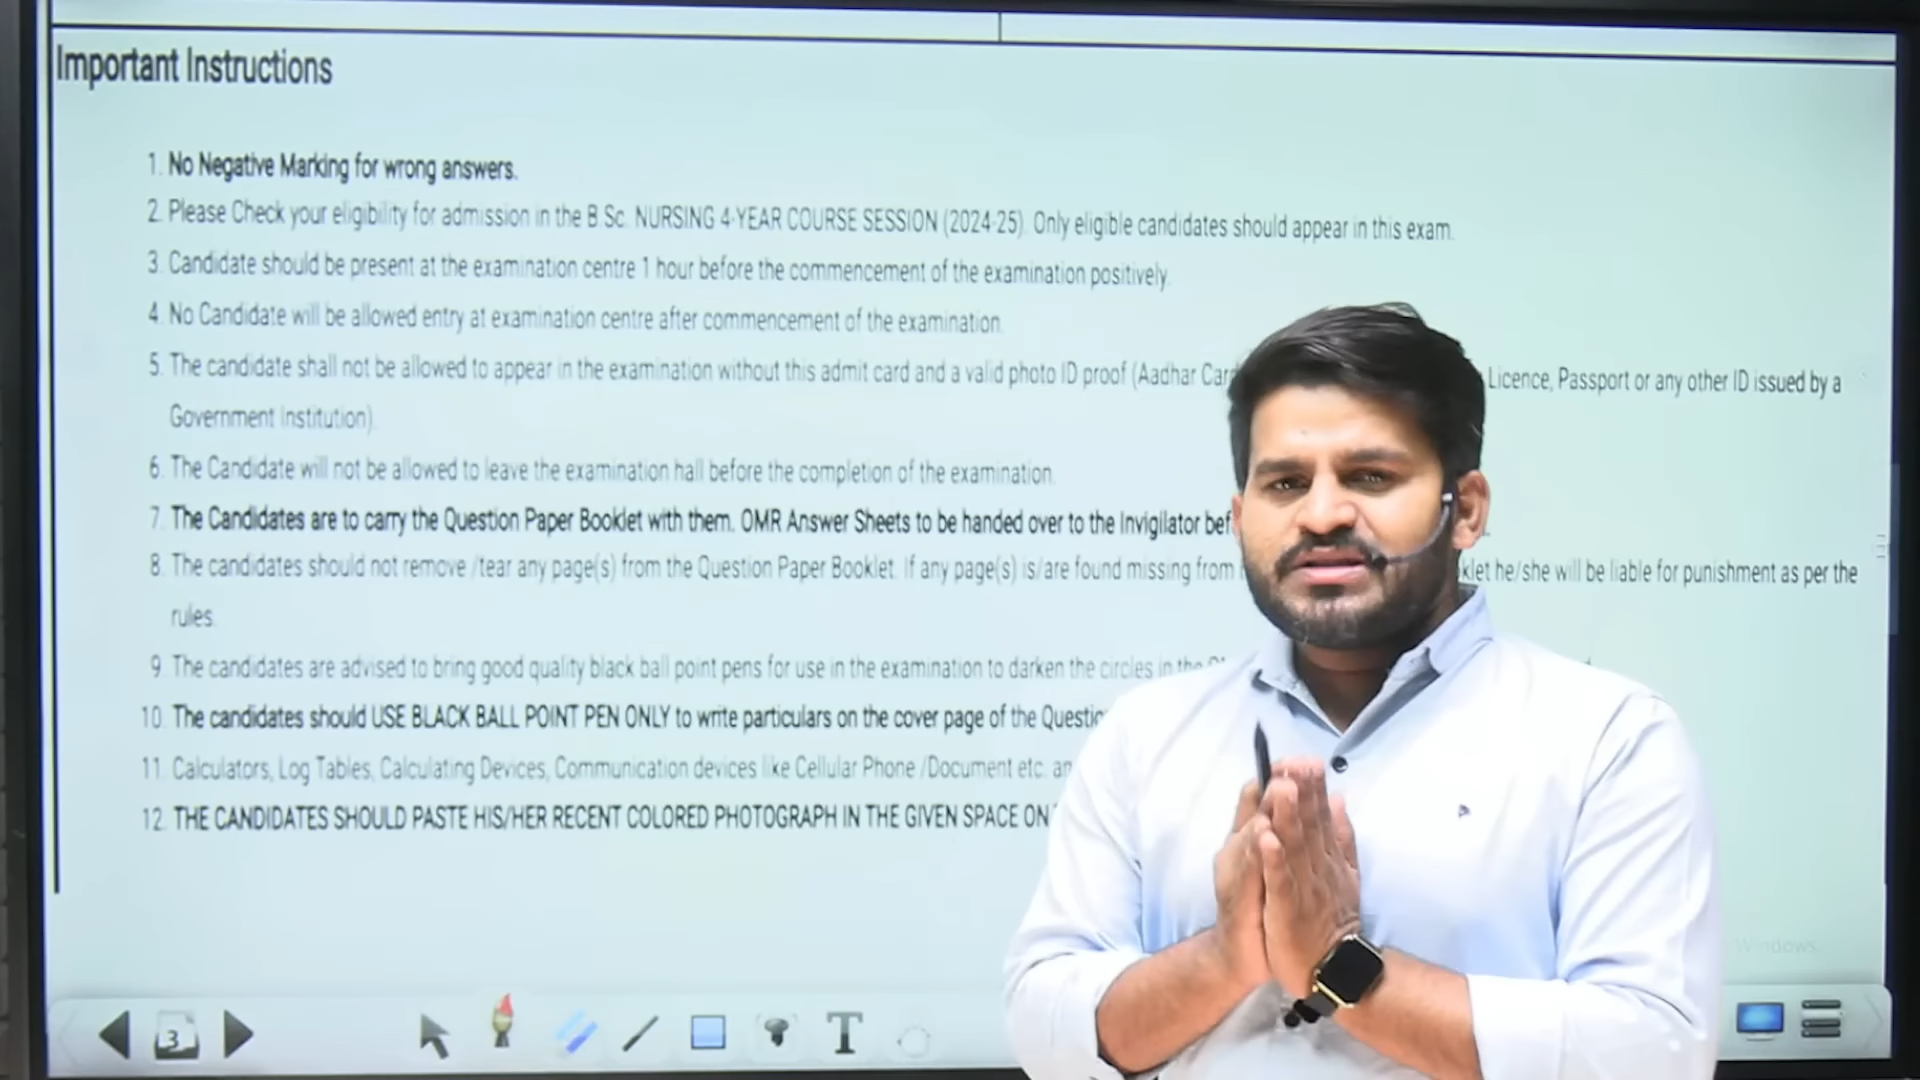 Important Instructions
1. No Negative Marking for wrong answers.
2. Please Check your eligibility for admission in the B Sc. NURSING 4-YEAR COURSE SESSION (2024-25). Only eligible candidates should appear in this exam.
3. Candidate should be present at the examination centre 1 hour before the commencement of the examination positively.
4. No Candidate will be allowed entry at examination centre after commencement of the examination.
5. The candidate shall not be allowed to appear in the examination without this admit card and a valid photo ID proof (Aadhar Card Licence, Passport or any other ID issued by a
Government Institution).
6. The Candidate will not be allowed to leave the examination hall before the completion of the examination.
7. The Candidates are to carry the Question Paper Booklet with them. OMR Answer Sheets to be handed over to the Invigilator bef
8. The candidates should not remove /tear any page(s) from the Question Paper Booklet. If any page(s) is/are found missing from klet he/she will be liable for punishment as per the
rules.
9. The candidates are advised to bring good quality black ball point pens for use in the examination to darken the circles in the
10. The candidates should USE BLACK BALL POINT PEN ONLY to write particulars on the cover page of the Questio
11. Calculators, Log Tables, Calculating Devices, Communication devices like Cellular Phone /Document etc. an
12. THE CANDIDATES SHOULD PASTE HIS/HER RECENT COLORED PHOTOGRAPH IN THE GIVEN SPACE ON
Windows
3
T